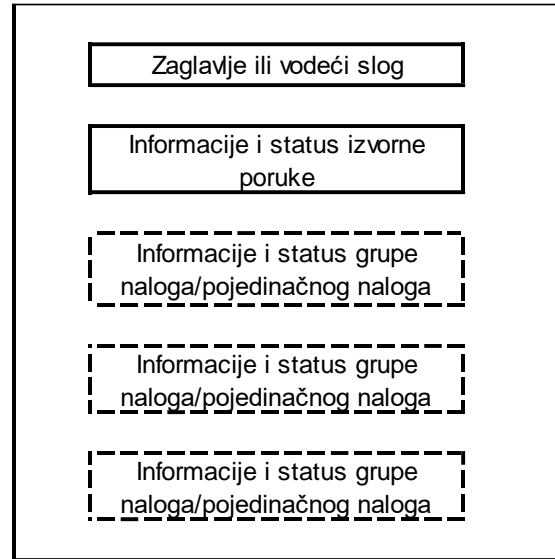 Zaglavlje ili vodeći slog
Informacije i status izvorne
poruke
Informacije i status grupe
naloga/pojedinačnog naloga
Informacije i status grupe
naloga/pojedinačnog naloga
Informacije i status grupe
naloga/pojedinačnog naloga